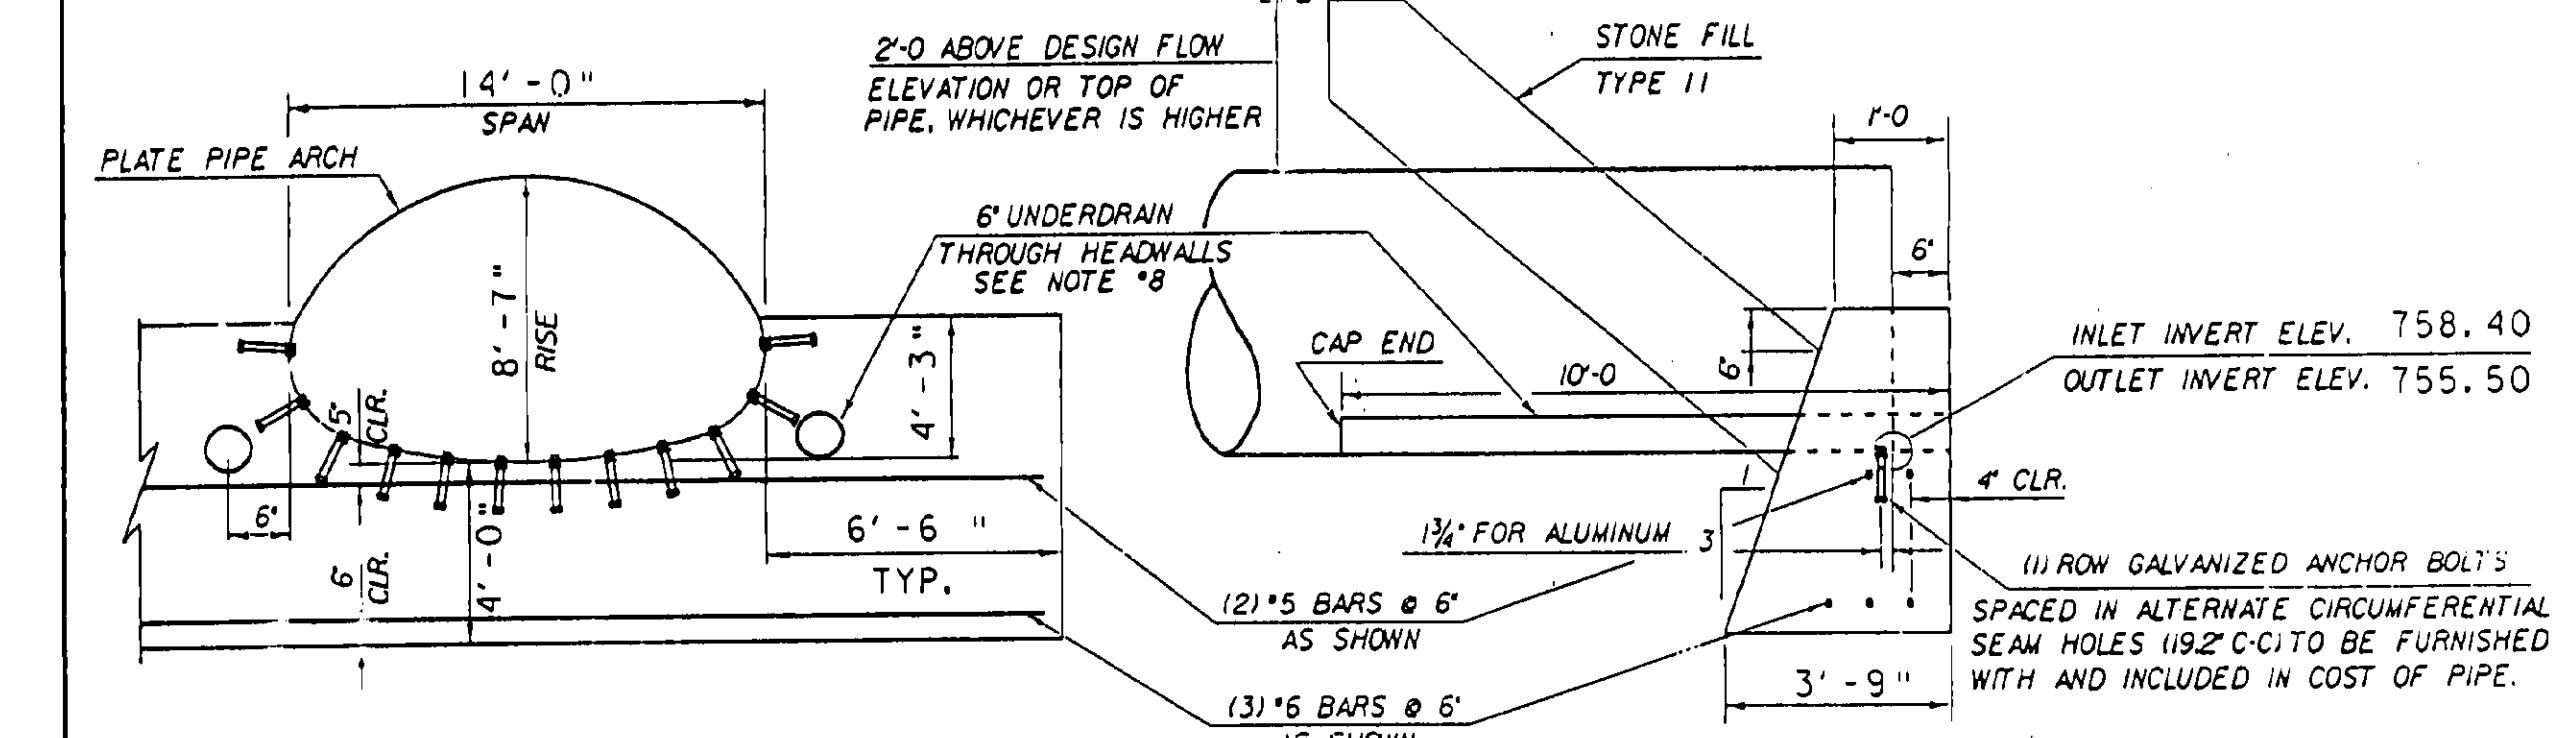 2'-0 ABOVE DESIGN FLOW
ELEVATION OR TOP OF
PIPE, WHICHEVER IS HIGHER
STONE FILL
TYPE II
14'-0"
SPAN
1'-0
PLATE PIPE ARCH
6" UNDERDRAIN
THROUGH HEADWALLS
SEE NOTE #8
6"
8'-7"
RISE
CAP END
10'-0
6"
4'-3"
INLET INVERT ELEV. 758.40
OUTLET INVERT ELEV. 755.50
5"
CLR.
6"
6"
CLR.
4'-0"
6'-6"
TYP.
1 3/4" FOR ALUMINUM
3
4" CLR.
(2) #5 BARS @ 6"
AS SHOWN
(1) ROW GALVANIZED ANCHOR BOLTS
SPACED IN ALTERNATE CIRCUMFERENTIAL
SEAM HOLES (19.2" C-C) TO BE FURNISHED
WITH AND INCLUDED IN COST OF PIPE.
3'-9"
(3) #6 BARS @ 6"